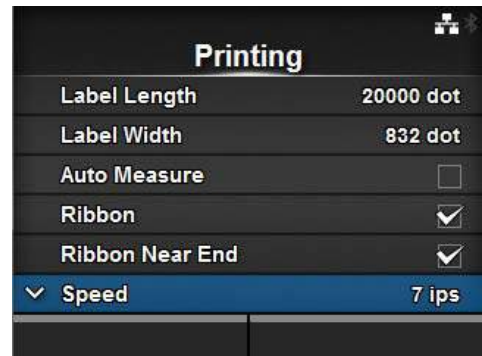 Printing
Label Length 20000 dot
Label Width 832 dot
Auto Measure
Ribbon
Ribbon Near End
Speed 7 ips